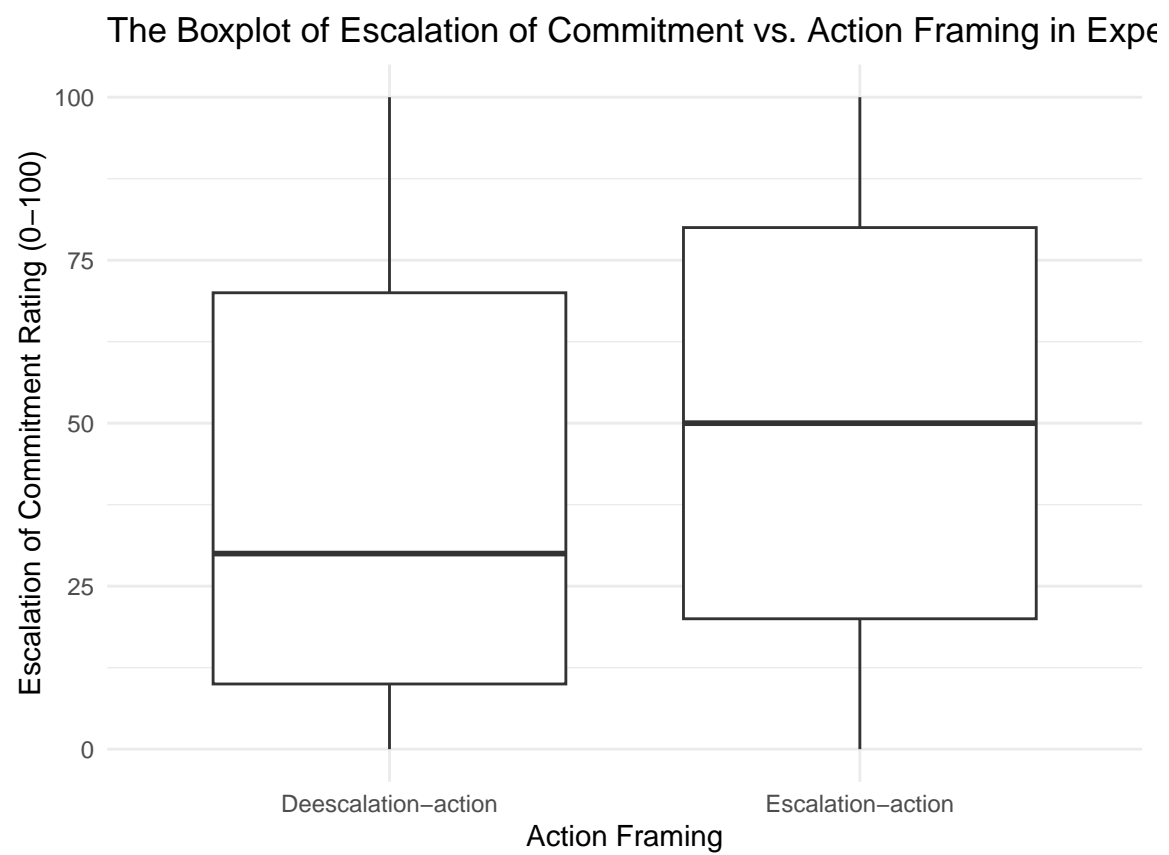 The Boxplot of Escalation of Commitment vs. Action Framing in
Escalation of Commitment Rating (0−100)
100
75
50
25
0
Deescalation−action
Escalation−action
Action Framing